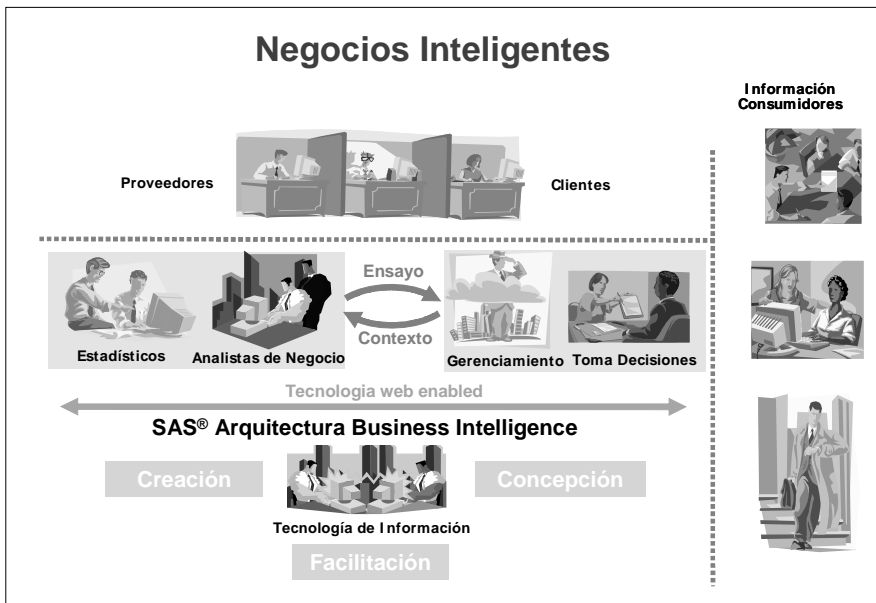 Negocios Inteligentes
Información
Consumidores
Proveedores
Clientes
Ensayo
Contexto
Estadísticos
Analistas de Negocio
Gerenciamiento
Toma Decisiones
Tecnologia web enabled
SAS® Arquitectura Business Intelligence
Creación
Concepción
Tecnología de Información
Facilitación